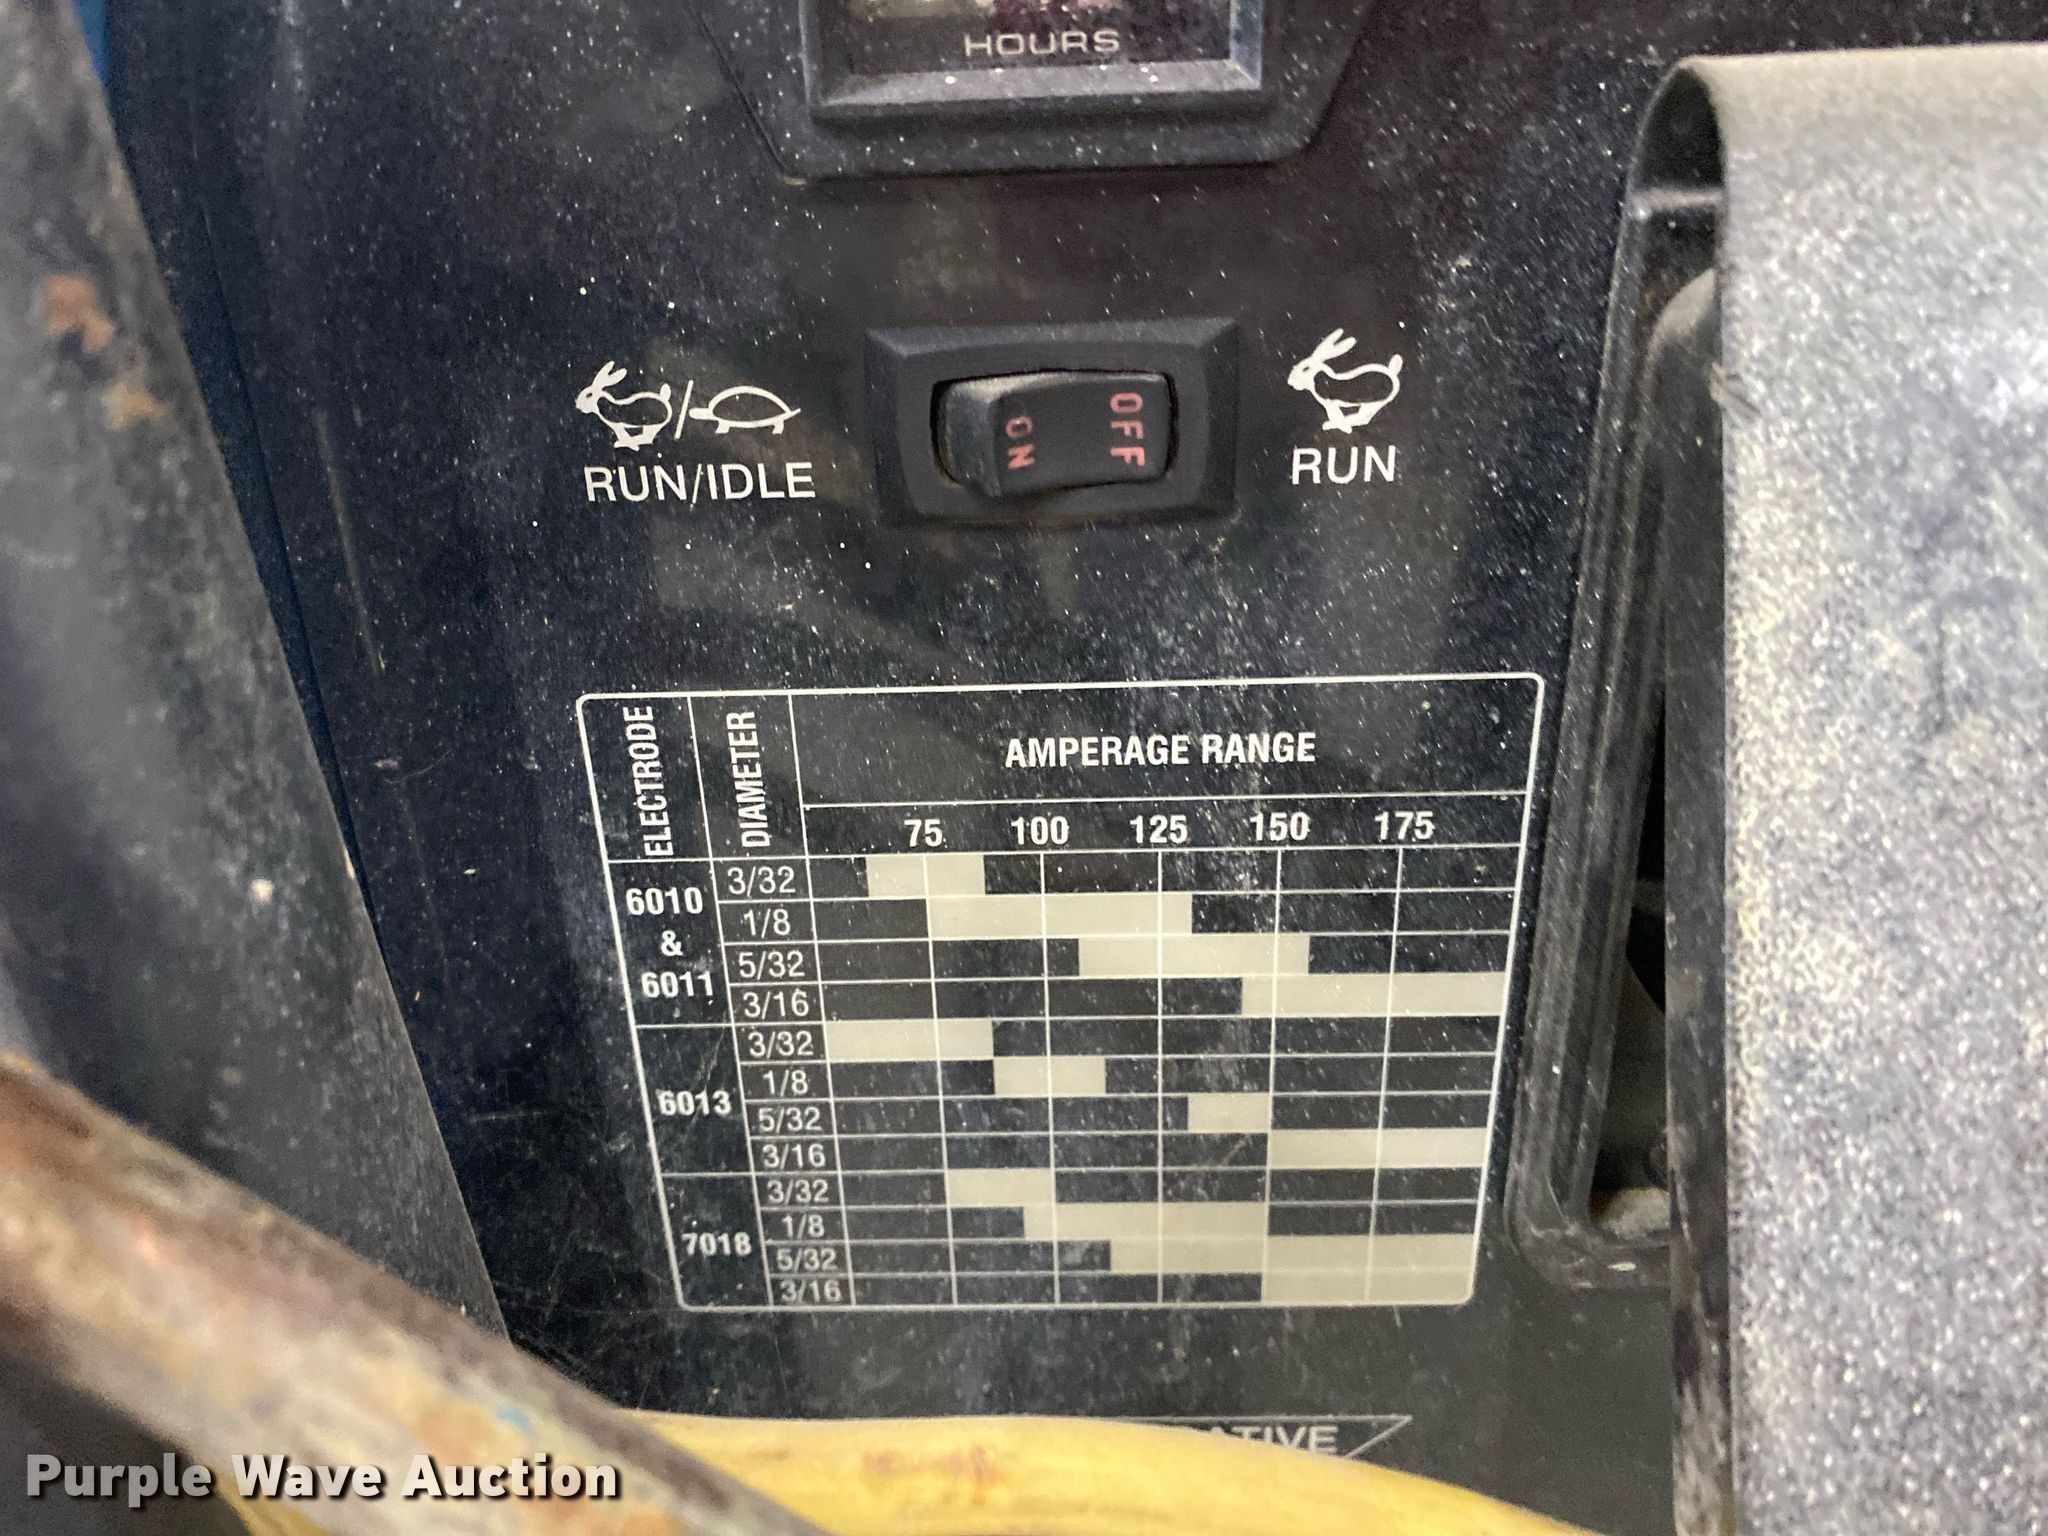 HOURS
RUN/IDLE
ON
OFF
RUN
ELECTRODE
DIAMETER
AMPERAGE RANGE
75 100 125 150 175
6010
&
6011
3/32
1/8
5/32
3/16
6013
3/32
1/8
5/32
3/16
7018
3/32
1/8
5/32
3/16
Purple Wave Auction